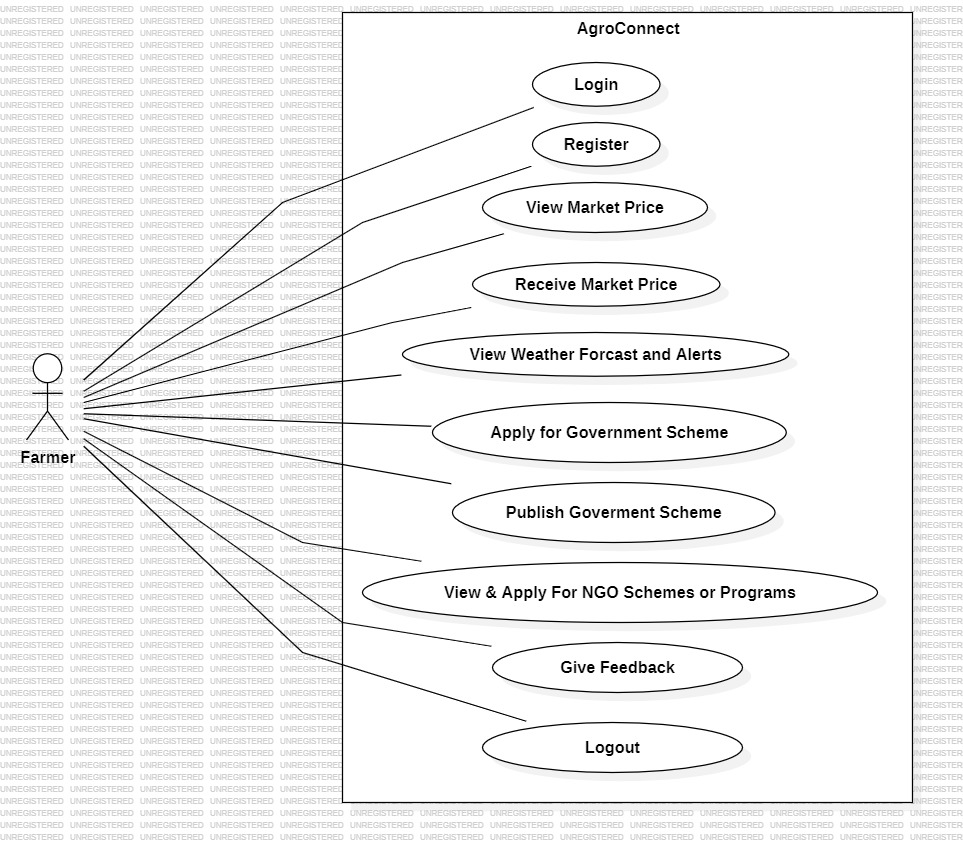 AgroConnect
Login
Register
View Market Price
Receive Market Price
View Weather Forcast and Alerts
Apply for Government Scheme
Farmer
Publish Goverment Scheme
View & Apply For NGO Schemes or Programs
Give Feedback
Logout
UNREGISTERED